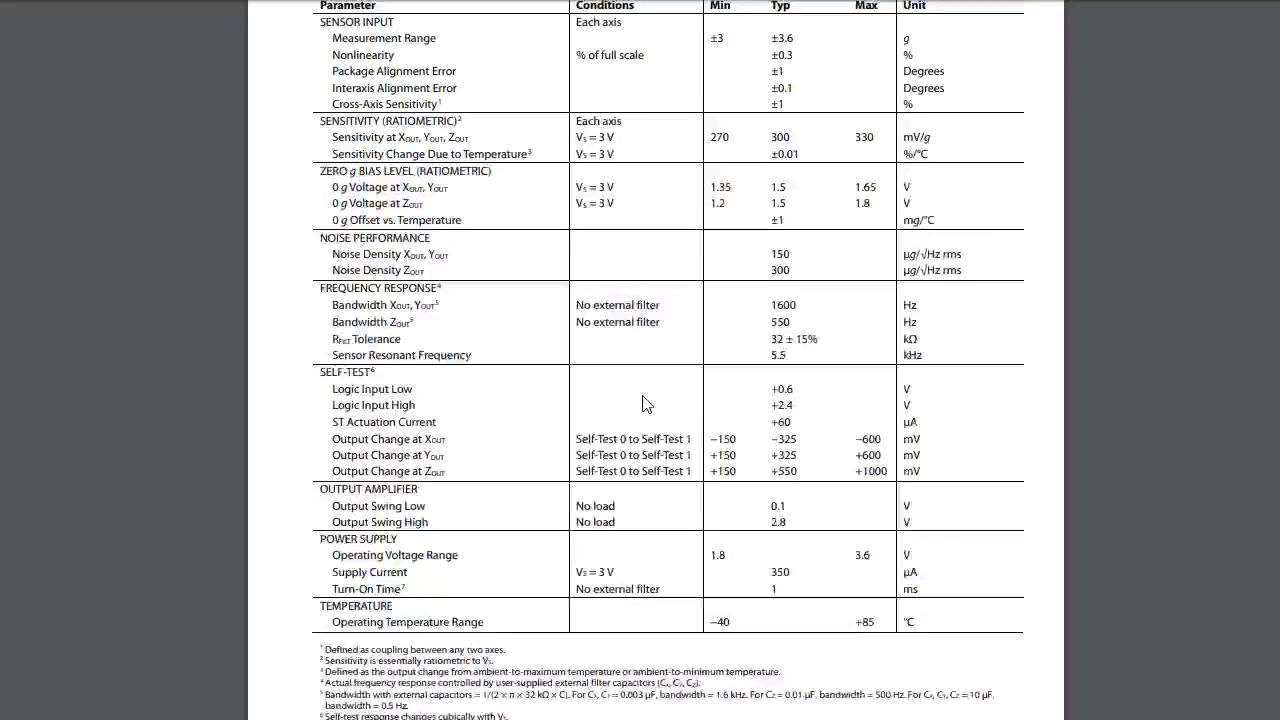 Parameter Conditions Min Typ Max Unit
SENSOR INPUT Each axis
Measurement Range ±3 ±3.6 g
Nonlinearity % of full scale ±0.3 %
Package Alignment Error ±1 Degrees
Interaxis Alignment Error ±0.1 Degrees
Cross-Axis Sensitivity1 ±1 %
SENSITIVITY (RATIOMETRIC)2 Each axis
Sensitivity at XOUT, YOUT, ZOUT VS = 3 V 270 300 330 mV/g
Sensitivity Change Due to Temperature3 VS = 3 V ±0.01 %/°C
ZERO g BIAS LEVEL (RATIOMETRIC)
0 g Voltage at XOUT, YOUT VS = 3 V 1.35 1.5 1.65 V
0 g Voltage at ZOUT VS = 3 V 1.2 1.5 1.8 V
0 g Offset vs. Temperature ±1 mg/°C
NOISE PERFORMANCE
Noise Density XOUT, YOUT 150 µg/√Hz rms
Noise Density ZOUT 300 µg/√Hz rms
FREQUENCY RESPONSE4
Bandwidth XOUT, YOUT5 No external filter 1600 Hz
Bandwidth ZOUT5 No external filter 550 Hz
RFILT Tolerance 32 ± 15% kΩ
Sensor Resonant Frequency 5.5 kHz
SELF-TEST6
Logic Input Low +0.6 V
Logic Input High +2.4 V
ST Actuation Current +60 µA
Output Change at XOUT Self-Test 0 to Self-Test 1 −150 −325 −600 mV
Output Change at YOUT Self-Test 0 to Self-Test 1 +150 +325 +600 mV
Output Change at ZOUT Self-Test 0 to Self-Test 1 +150 +550 +1000 mV
OUTPUT AMPLIFIER
Output Swing Low No load 0.1 V
Output Swing High No load 2.8 V
POWER SUPPLY
Operating Voltage Range 1.8 3.6 V
Supply Current VS = 3 V 350 µA
Turn-On Time7 No external filter 1 ms
TEMPERATURE
Operating Temperature Range −40 +85 °C
1 Defined as coupling between any two axes.
2 Sensitivity is essentially ratiometric to VS.
3 Defined as the output change from ambient-to-maximum temperature or ambient-to-minimum temperature.
4 Actual frequency response controlled by user-supplied external filter capacitors (CX, CY, CZ).
5 Bandwidth with external capacitors = 1/(2 × π × 32 kΩ × C). For CX, CY = 0.003 µF, bandwidth = 1.6 kHz. For CZ = 0.01 µF, bandwidth = 500 Hz. For CX, CY, CZ = 10 µF,
bandwidth = 0.5 Hz.
6 Self-test response changes cubically with VS.